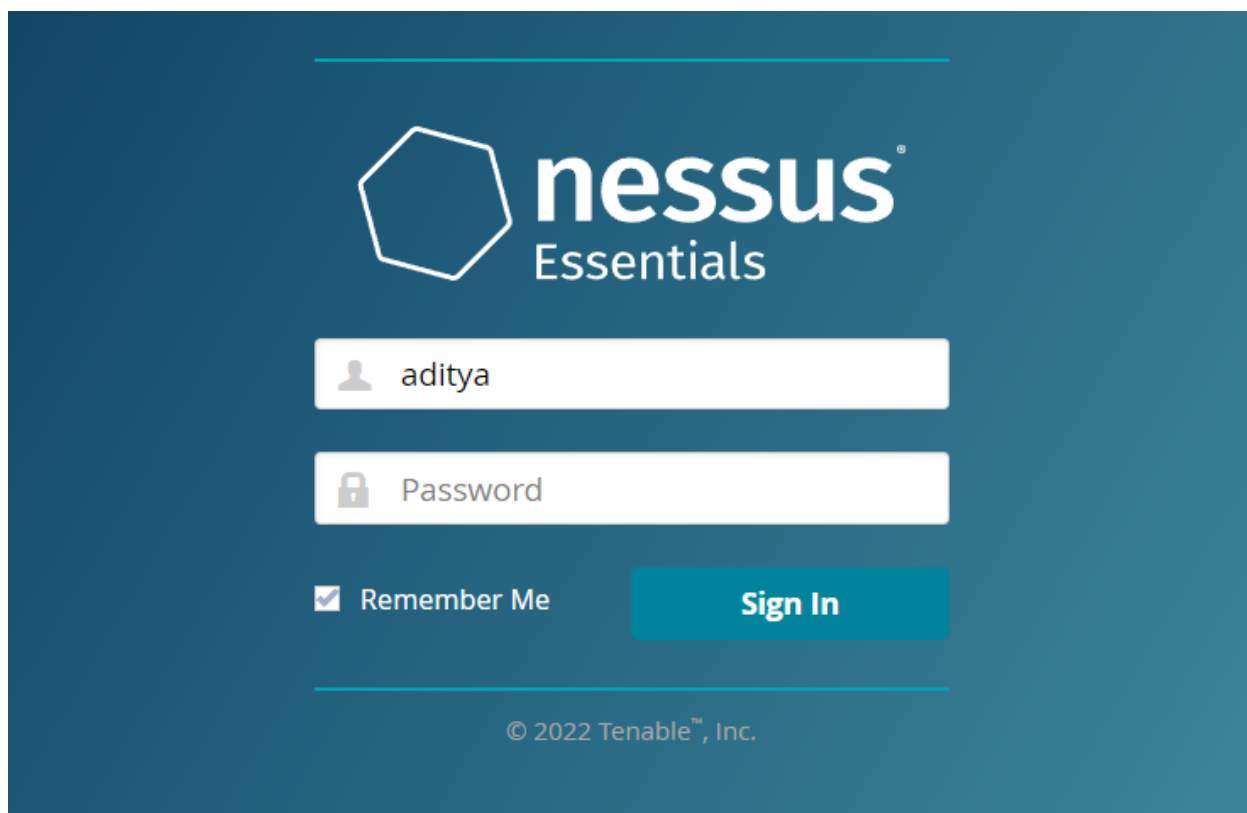 nessus®
Essentials
aditya
Password
Remember Me
Sign In
© 2022 Tenable™, Inc.